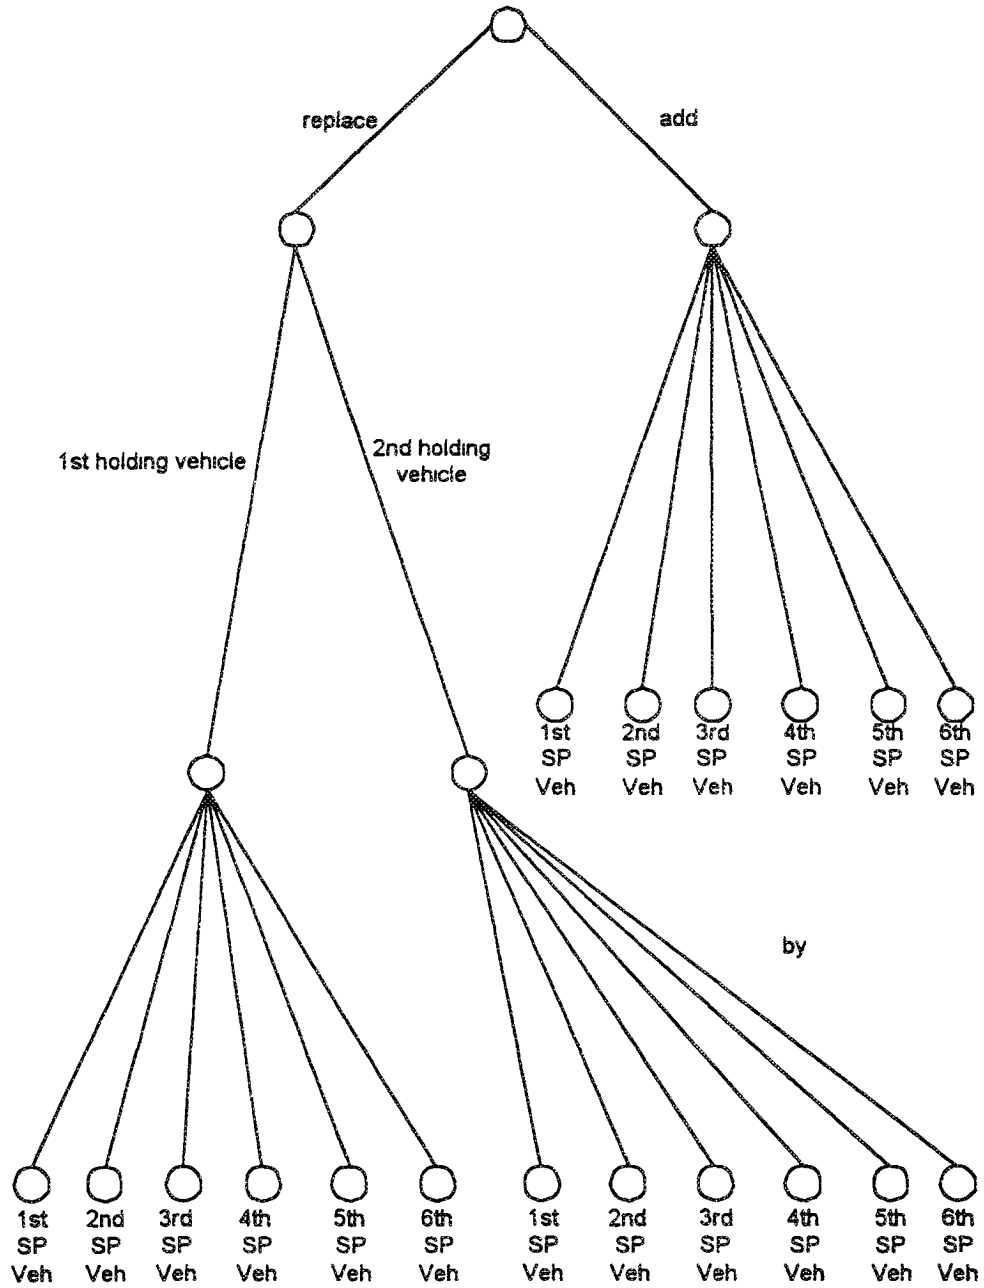 replace
add
1st holding vehicle
2nd holding
vehicle
1st 2nd 3rd 4th 5th 6th
SP SP SP SP SP SP
Veh Veh Veh Veh Veh Veh
by
1st 2nd 3rd 4th 5th 6th 1st 2nd 3rd 4th 5th 6th
SP SP SP SP SP SP SP SP SP SP SP SP
Veh Veh Veh Veh Veh Veh Veh Veh Veh Veh Veh Veh